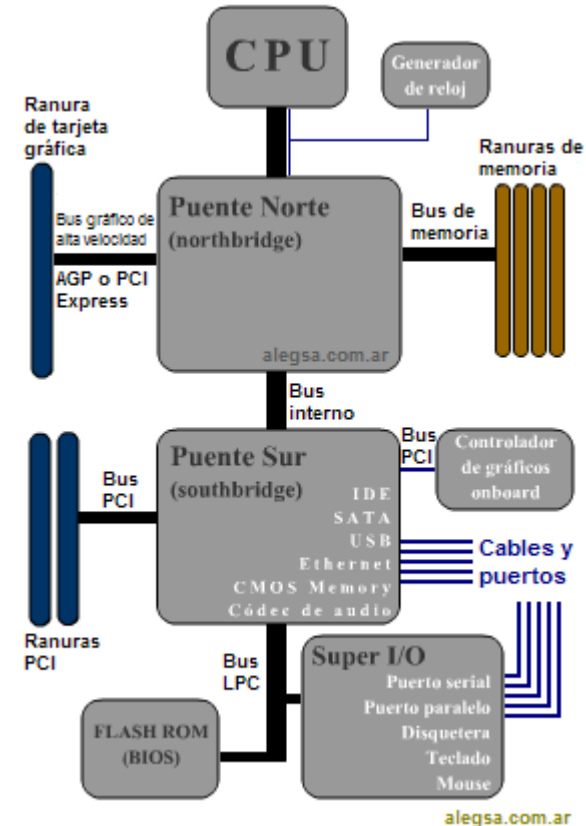 CPU
Generador
de reloj
Ranura
de tarjeta
gráfica
Ranuras de
memoria
Bus gráfico de
alta velocidad
AGP o PCI
Express
Puente Norte
(northbridge)
alegsa.com.ar
Bus de
memoria
Bus
interno
Puente Sur
(southbridge)
IDE
SATA
USB
Ethernet
CMOS Memory
Códec de audio
Bus
PCI
Controlador
de gráficos
onboard
Bus
PCI
Ranuras
PCI
Cables y
puertos
Bus
LPC
Super I/O
Puerto serial
Puerto paralelo
Disquetera
Teclado
Mouse
FLASH ROM
(BIOS)
alegsa.com.ar